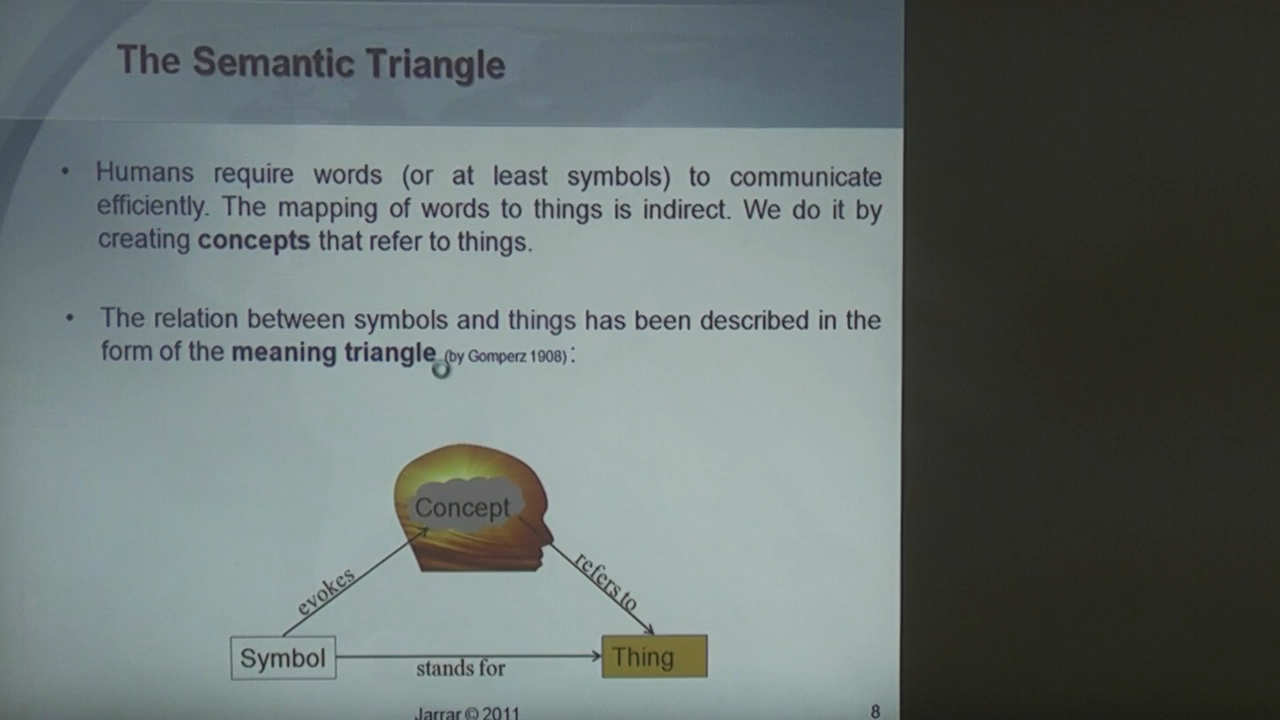 The Semantic Triangle
• Humans require words (or at least symbols) to communicate
efficiently. The mapping of words to things is indirect. We do it by
creating concepts that refer to things.
• The relation between symbols and things has been described in the
form of the meaning triangle (by Gomperz 1908) :
Concept
evokes
refers to
Symbol
stands for
Thing
Jarrar © 2011
8